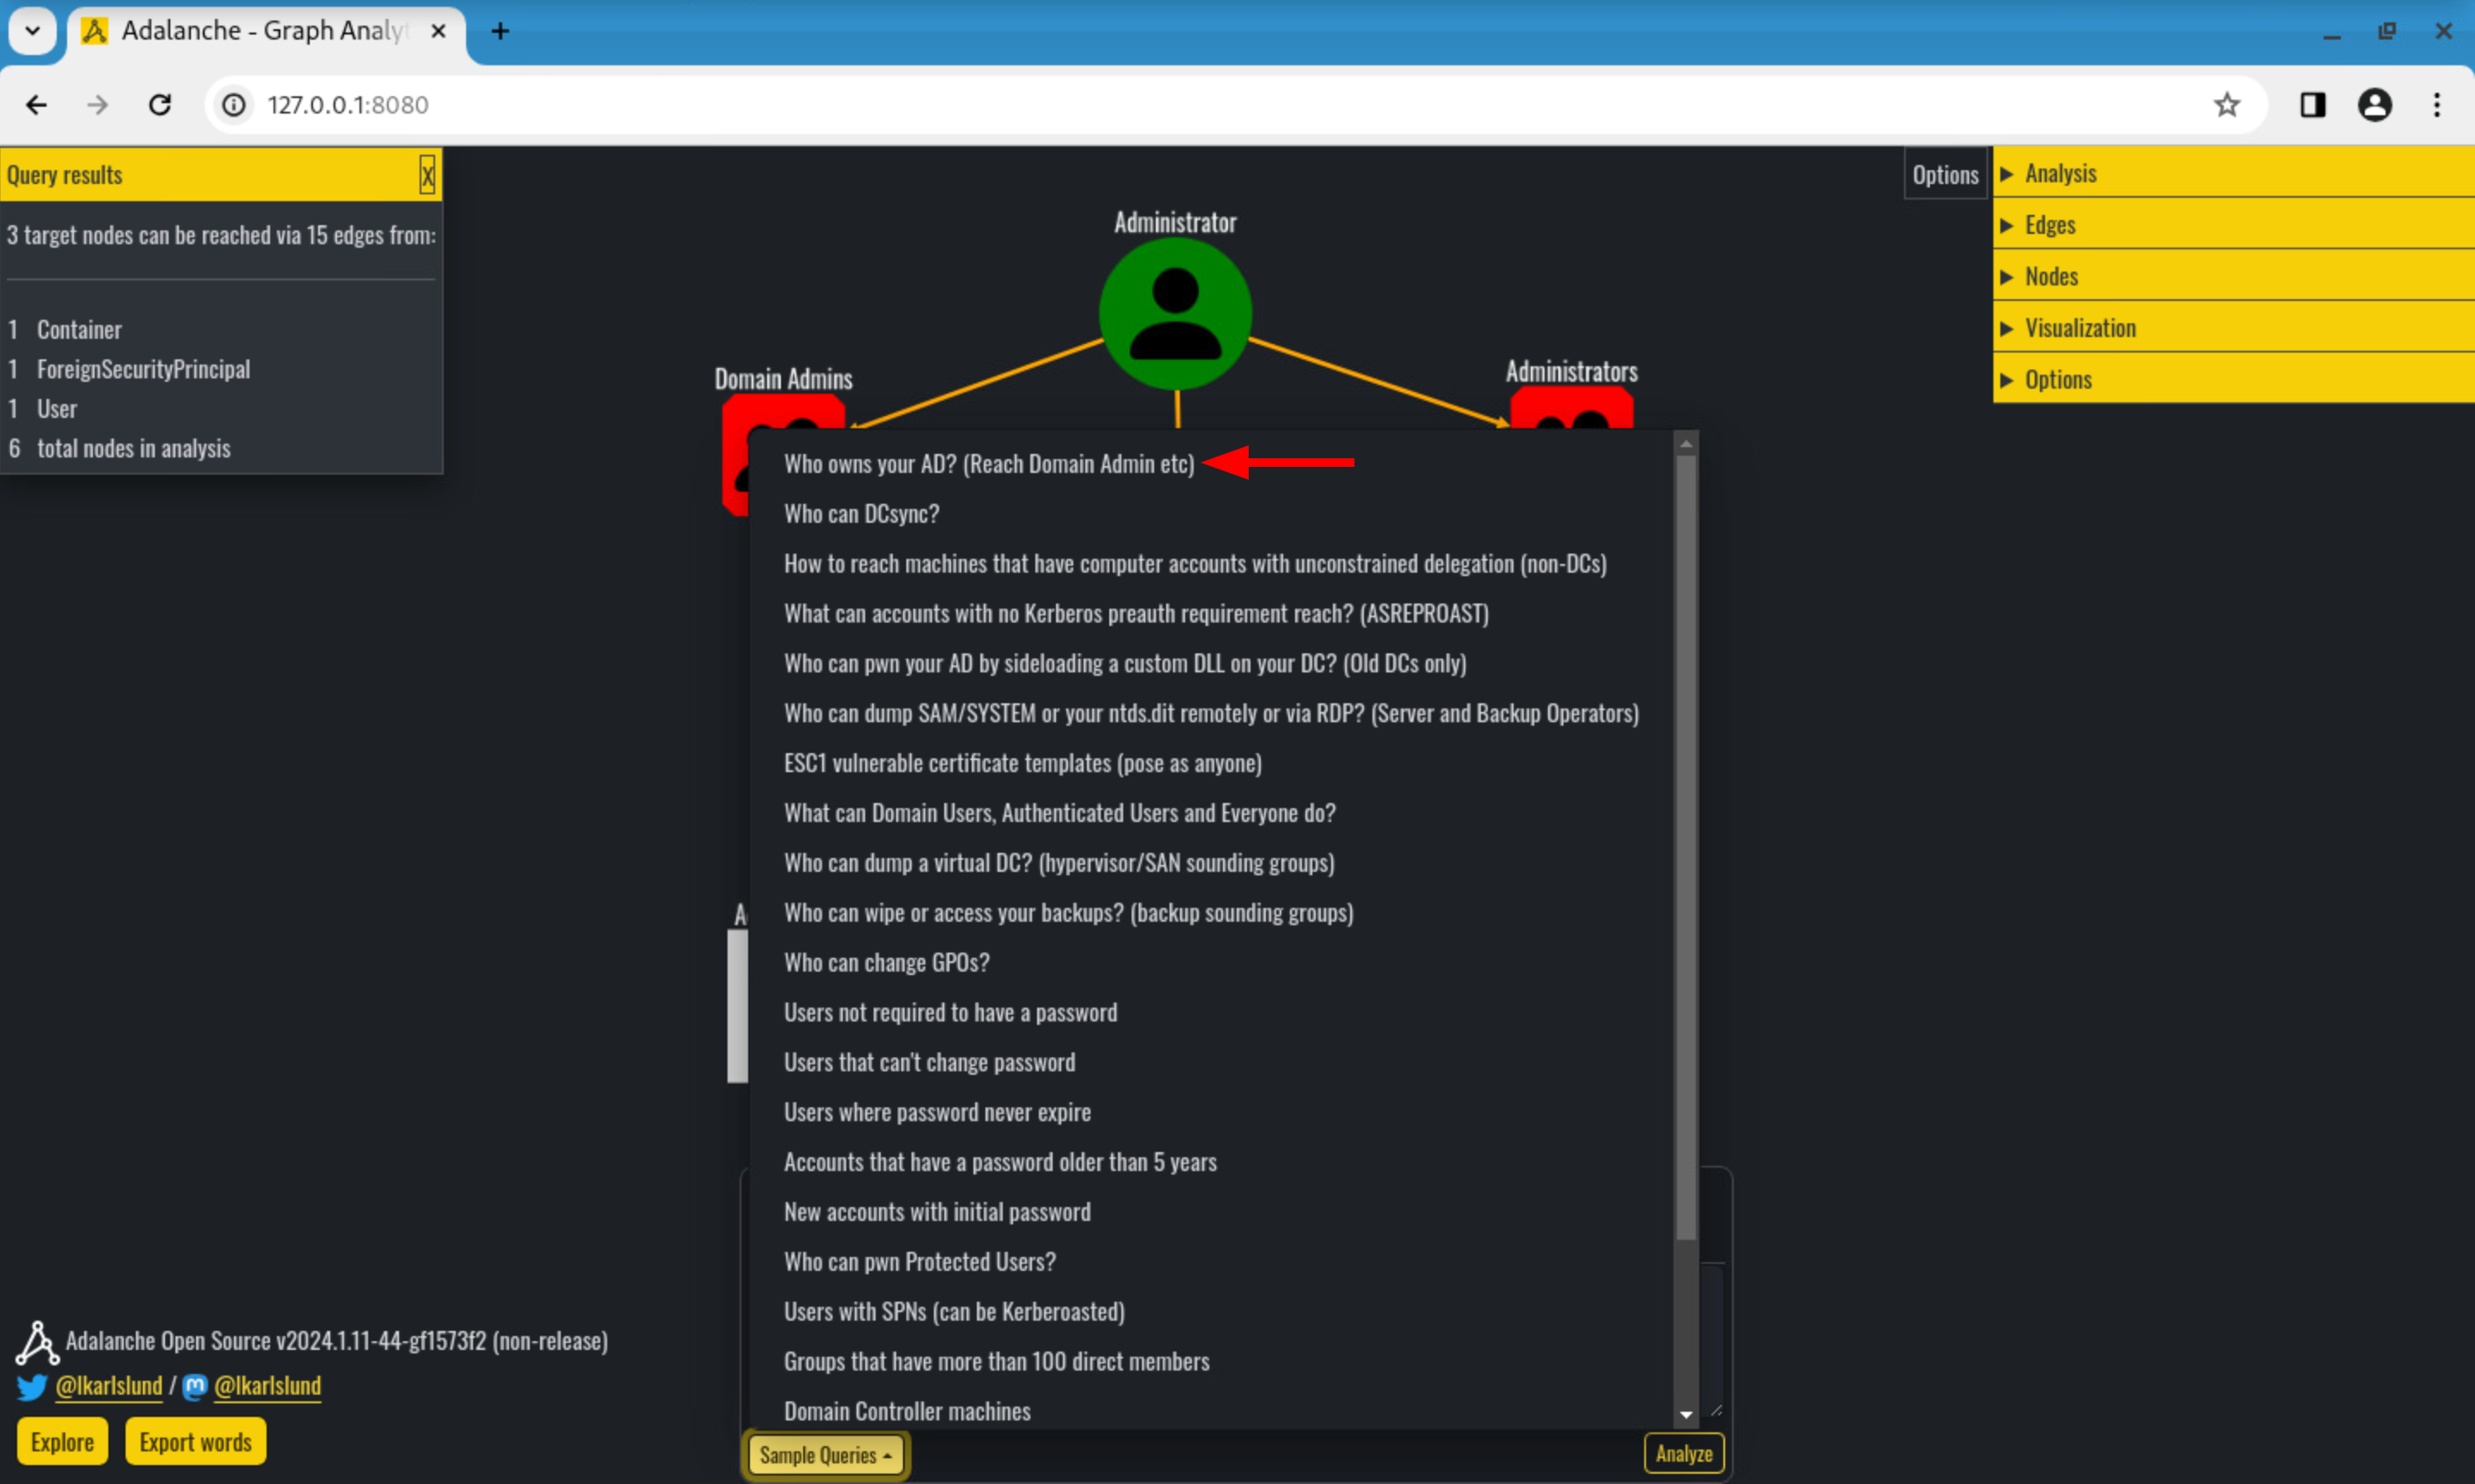 Adalanche - Graph Analyt
127.0.0.1:8080
Query results X
3 target nodes can be reached via 15 edges from:
1 Container
1 ForeignSecurityPrincipal
1 User
6 total nodes in analysis
Administrator
Domain Admins
Administrators
Options
Analysis
Edges
Nodes
Visualization
Options
Who owns your AD? (Reach Domain Admin etc)
Who can DCsync?
How to reach machines that have computer accounts with unconstrained delegation (non-DCs)
What can accounts with no Kerberos preauth requirement reach? (ASREPROAST)
Who can pwn your AD by sideloading a custom DLL on your DC? (Old DCs only)
Who can dump SAM/SYSTEM or your ntds.dit remotely or via RDP? (Server and Backup Operators)
ESC1 vulnerable certificate templates (pose as anyone)
What can Domain Users, Authenticated Users and Everyone do?
Who can dump a virtual DC? (hypervisor/SAN sounding groups)
Who can wipe or access your backups? (backup sounding groups)
Who can change GPOs?
Users not required to have a password
Users that can't change password
Users where password never expire
Accounts that have a password older than 5 years
New accounts with initial password
Who can pwn Protected Users?
Users with SPNs (can be Kerberoasted)
Groups that have more than 100 direct members
Domain Controller machines
Sample Queries
Analyze
Adalanche Open Source v2024.1.11-44-gf1573f2 (non-release)
@lkarlslund / @lkarlslund
Explore
Export words